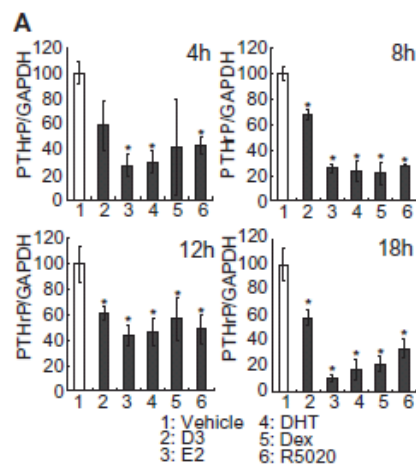 A
4h
8h
PTHrP/GAPDH
120
100
80
60
40
20
0
* * *
1 2 3 4 5 6
PTHrP/GAPDH
120
100
80
60
40
20
0
* * * * *
1 2 3 4 5 6
12h
18h
PTHrP/GAPDH
120
100
80
60
40
20
0
* * * * *
1 2 3 4 5 6
PTHrP/GAPDH
120
100
80
60
40
20
0
* * * * *
1 2 3 4 5 6
1: Vehicle 4: DHT
2: D3 5: Dex
3: E2 6: R5020